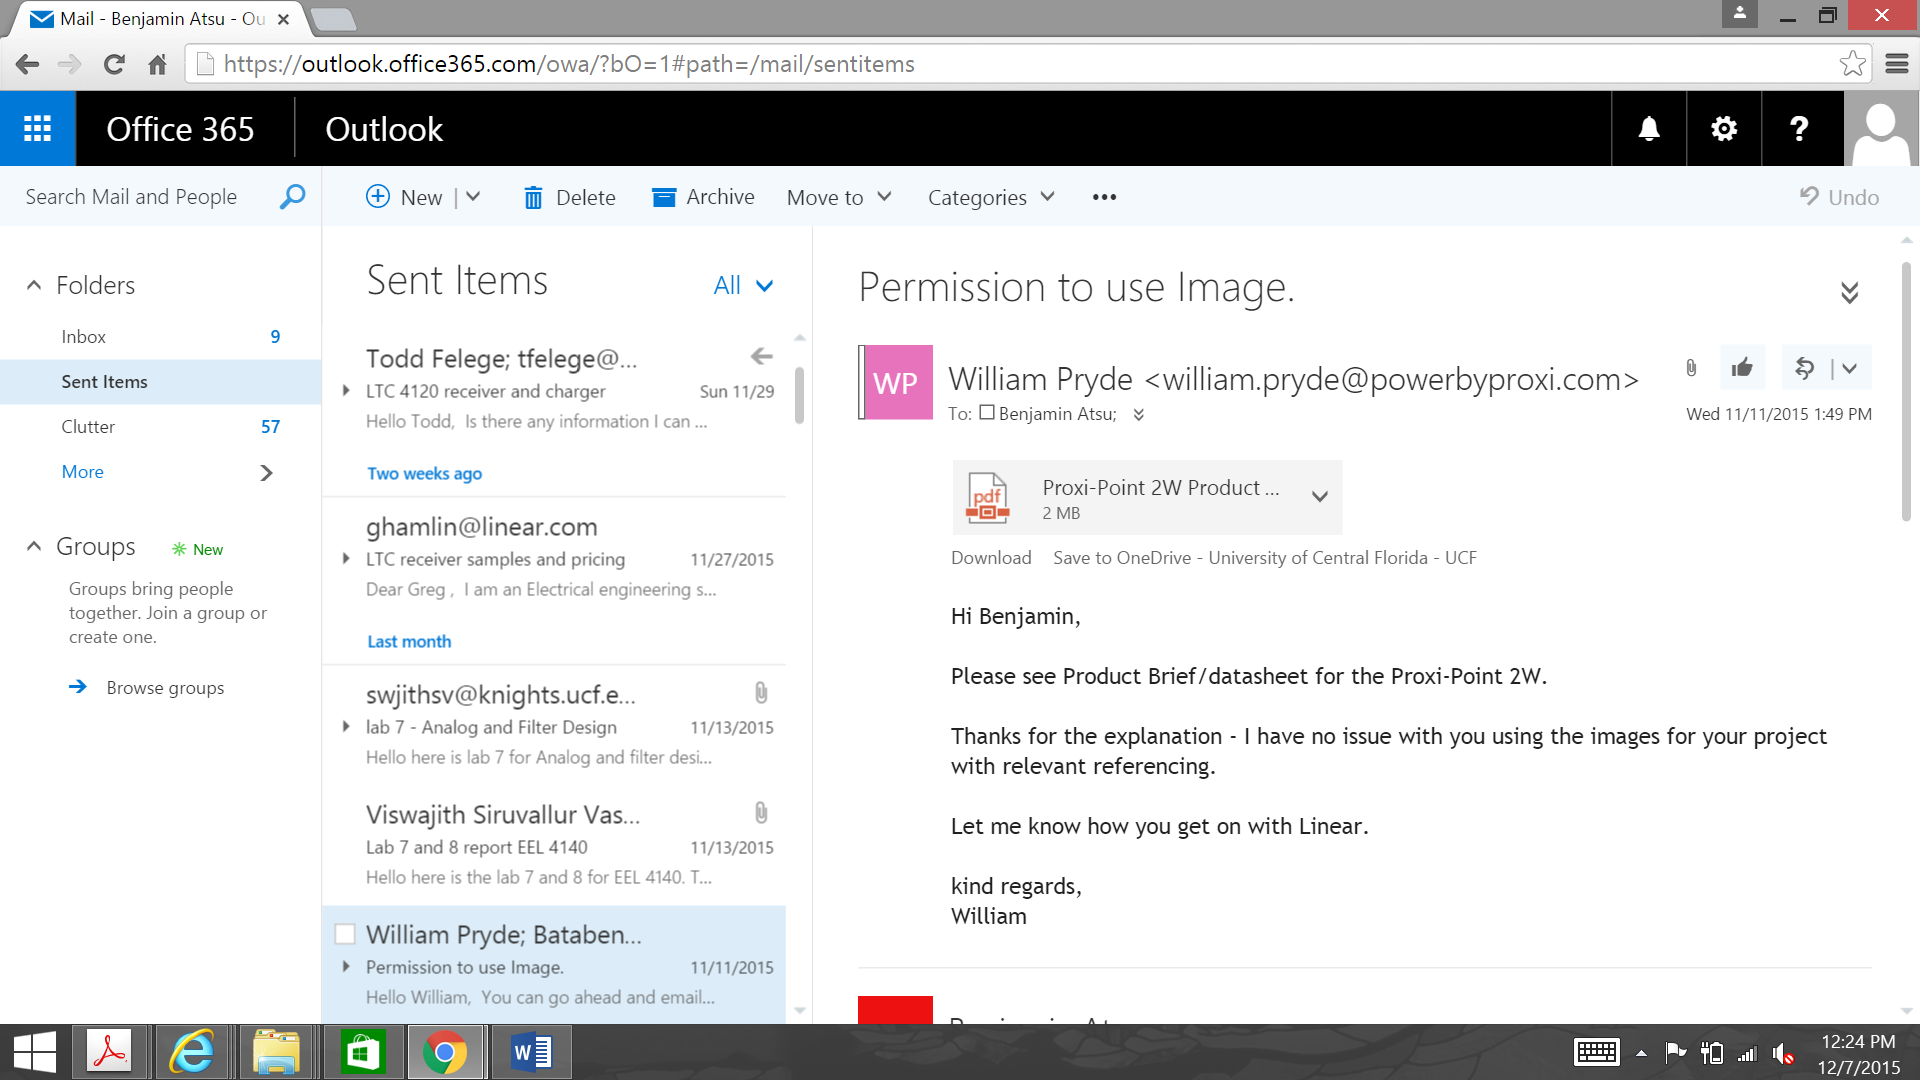 Mail - Benjamin Atsu - Ou
https://outlook.office365.com/owa/?bO=1#path=/mail/sentitems
Office 365
Outlook
?
Search Mail and People
New
Delete
Archive
Move to
Categories
Undo
Folders
Inbox 9
Sent Items
Clutter 57
More
Groups
New
Groups bring people
together. Join a group or
create one.
Browse groups
Sent Items
All
Todd Felege; tfelege@...
LTC 4120 receiver and charger Sun 11/29
Hello Todd, Is there any information I can ...
Two weeks ago
ghamlin@linear.com
LTC receiver samples and pricing 11/27/2015
Dear Greg , I am an Electrical engineering s...
Last month
swjithsv@knights.ucf.e...
lab 7 - Analog and Filter Design 11/13/2015
Hello here is lab 7 for Analog and filter desi...
Viswajith Siruvallur Vas...
Lab 7 and 8 report EEL 4140 11/13/2015
Hello here is the lab 7 and 8 for EEL 4140. T...
William Pryde; Bataben...
Permission to use Image. 11/11/2015
Hello William, You can go ahead and email...
Permission to use Image.
WP
William Pryde <william.pryde@powerbyproxi.com>
To: Benjamin Atsu;
Wed 11/11/2015 1:49 PM
pdf
Proxi-Point 2W Product ...
2 MB
Download Save to OneDrive - University of Central Florida - UCF
Hi Benjamin,
Please see Product Brief/datasheet for the Proxi-Point 2W.
Thanks for the explanation - I have no issue with you using the images for your project
with relevant referencing.
Let me know how you get on with Linear.
kind regards,
William
12:24 PM
12/7/2015